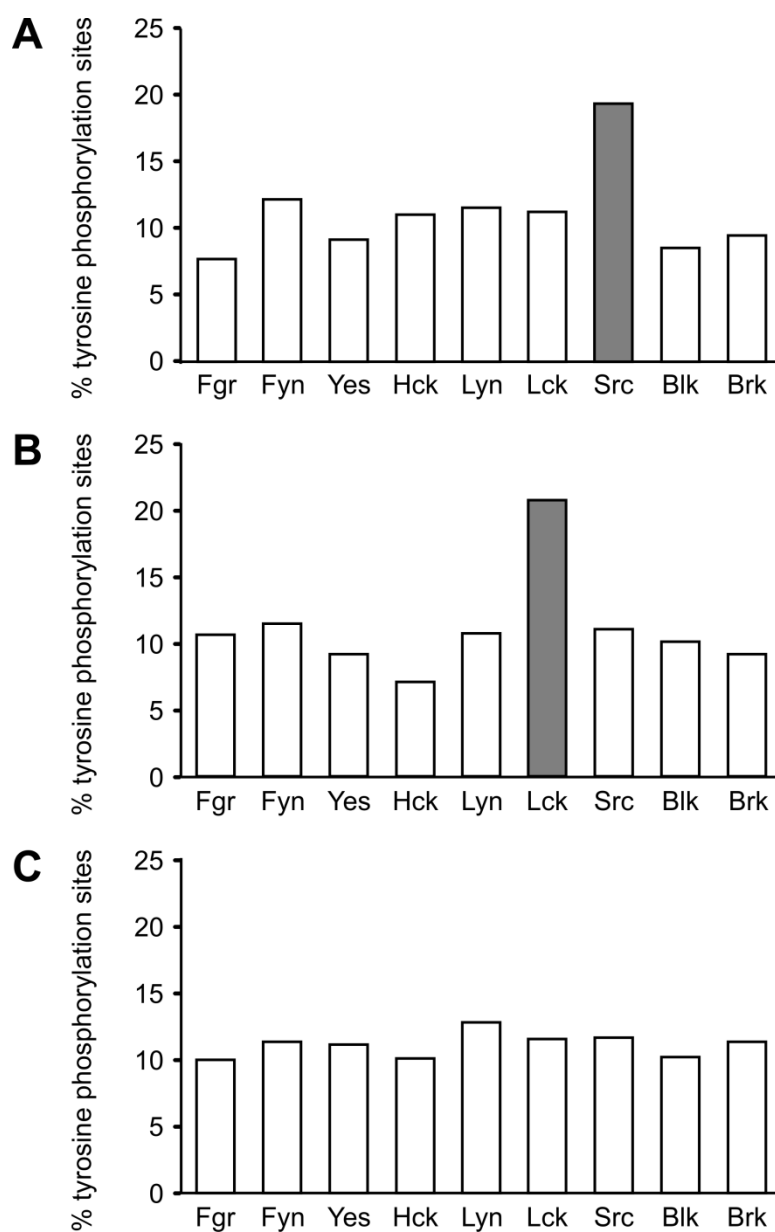 A
% tyrosine phosphorylation sites
25
20
15
10
5
0
Fgr Fyn Yes Hck Lyn Lck Src Blk Brk
B
% tyrosine phosphorylation sites
25
20
15
10
5
0
Fgr Fyn Yes Hck Lyn Lck Src Blk Brk
C
% tyrosine phosphorylation sites
25
20
15
10
5
0
Fgr Fyn Yes Hck Lyn Lck Src Blk Brk